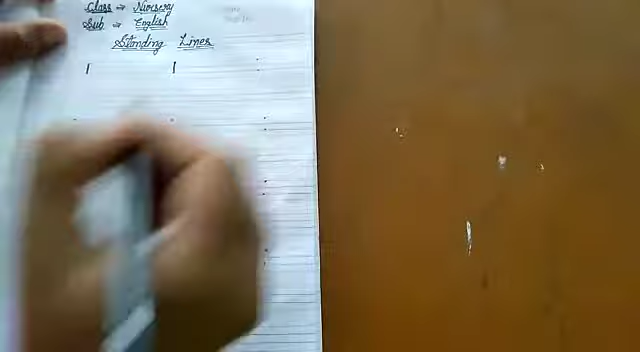 Class ⇒ Nursery
Sub ⇒ English
Standing Lines